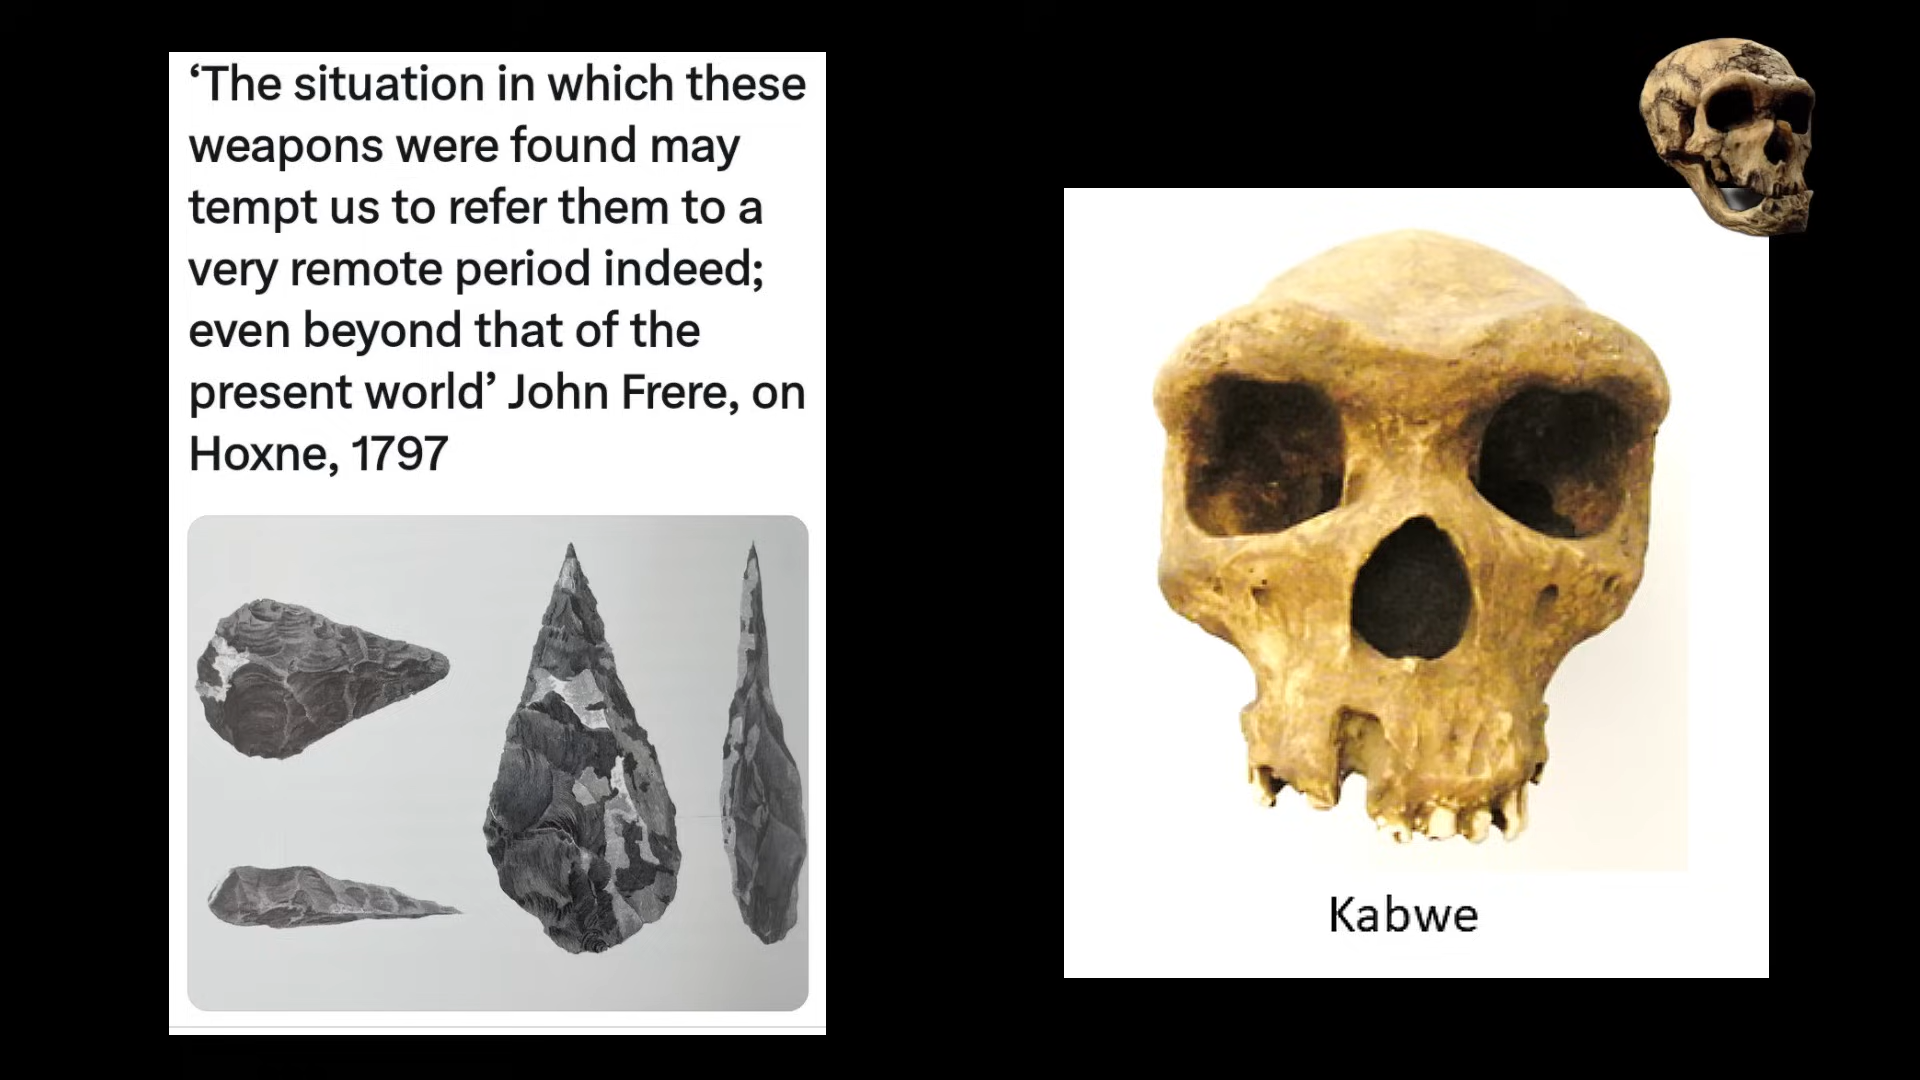 ‘The situation in which these
weapons were found may
tempt us to refer them to a
very remote period indeed;
even beyond that of the
present world’ John Frere, on
Hoxne, 1797
Kabwe